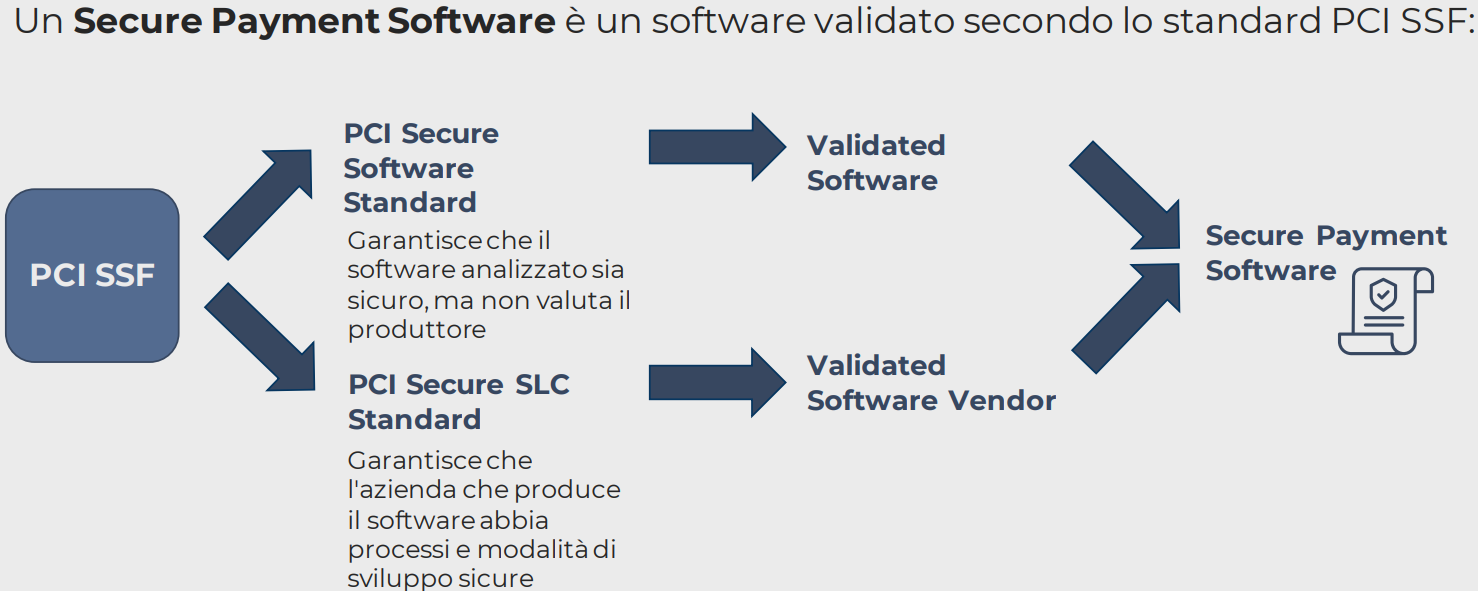 Un Secure Payment Software è un software validato secondo lo standard PCI SSF:
PCI SSF
PCI Secure
Software
Standard
Garantisce che il
software analizzato sia
sicuro, ma non valuta il
produttore
PCI Secure SLC
Standard
Garantisce che
l'azienda che produce
il software abbia
processi e modalità di
sviluppo sicure
Validated
Software
Validated
Software Vendor
Secure Payment
Software